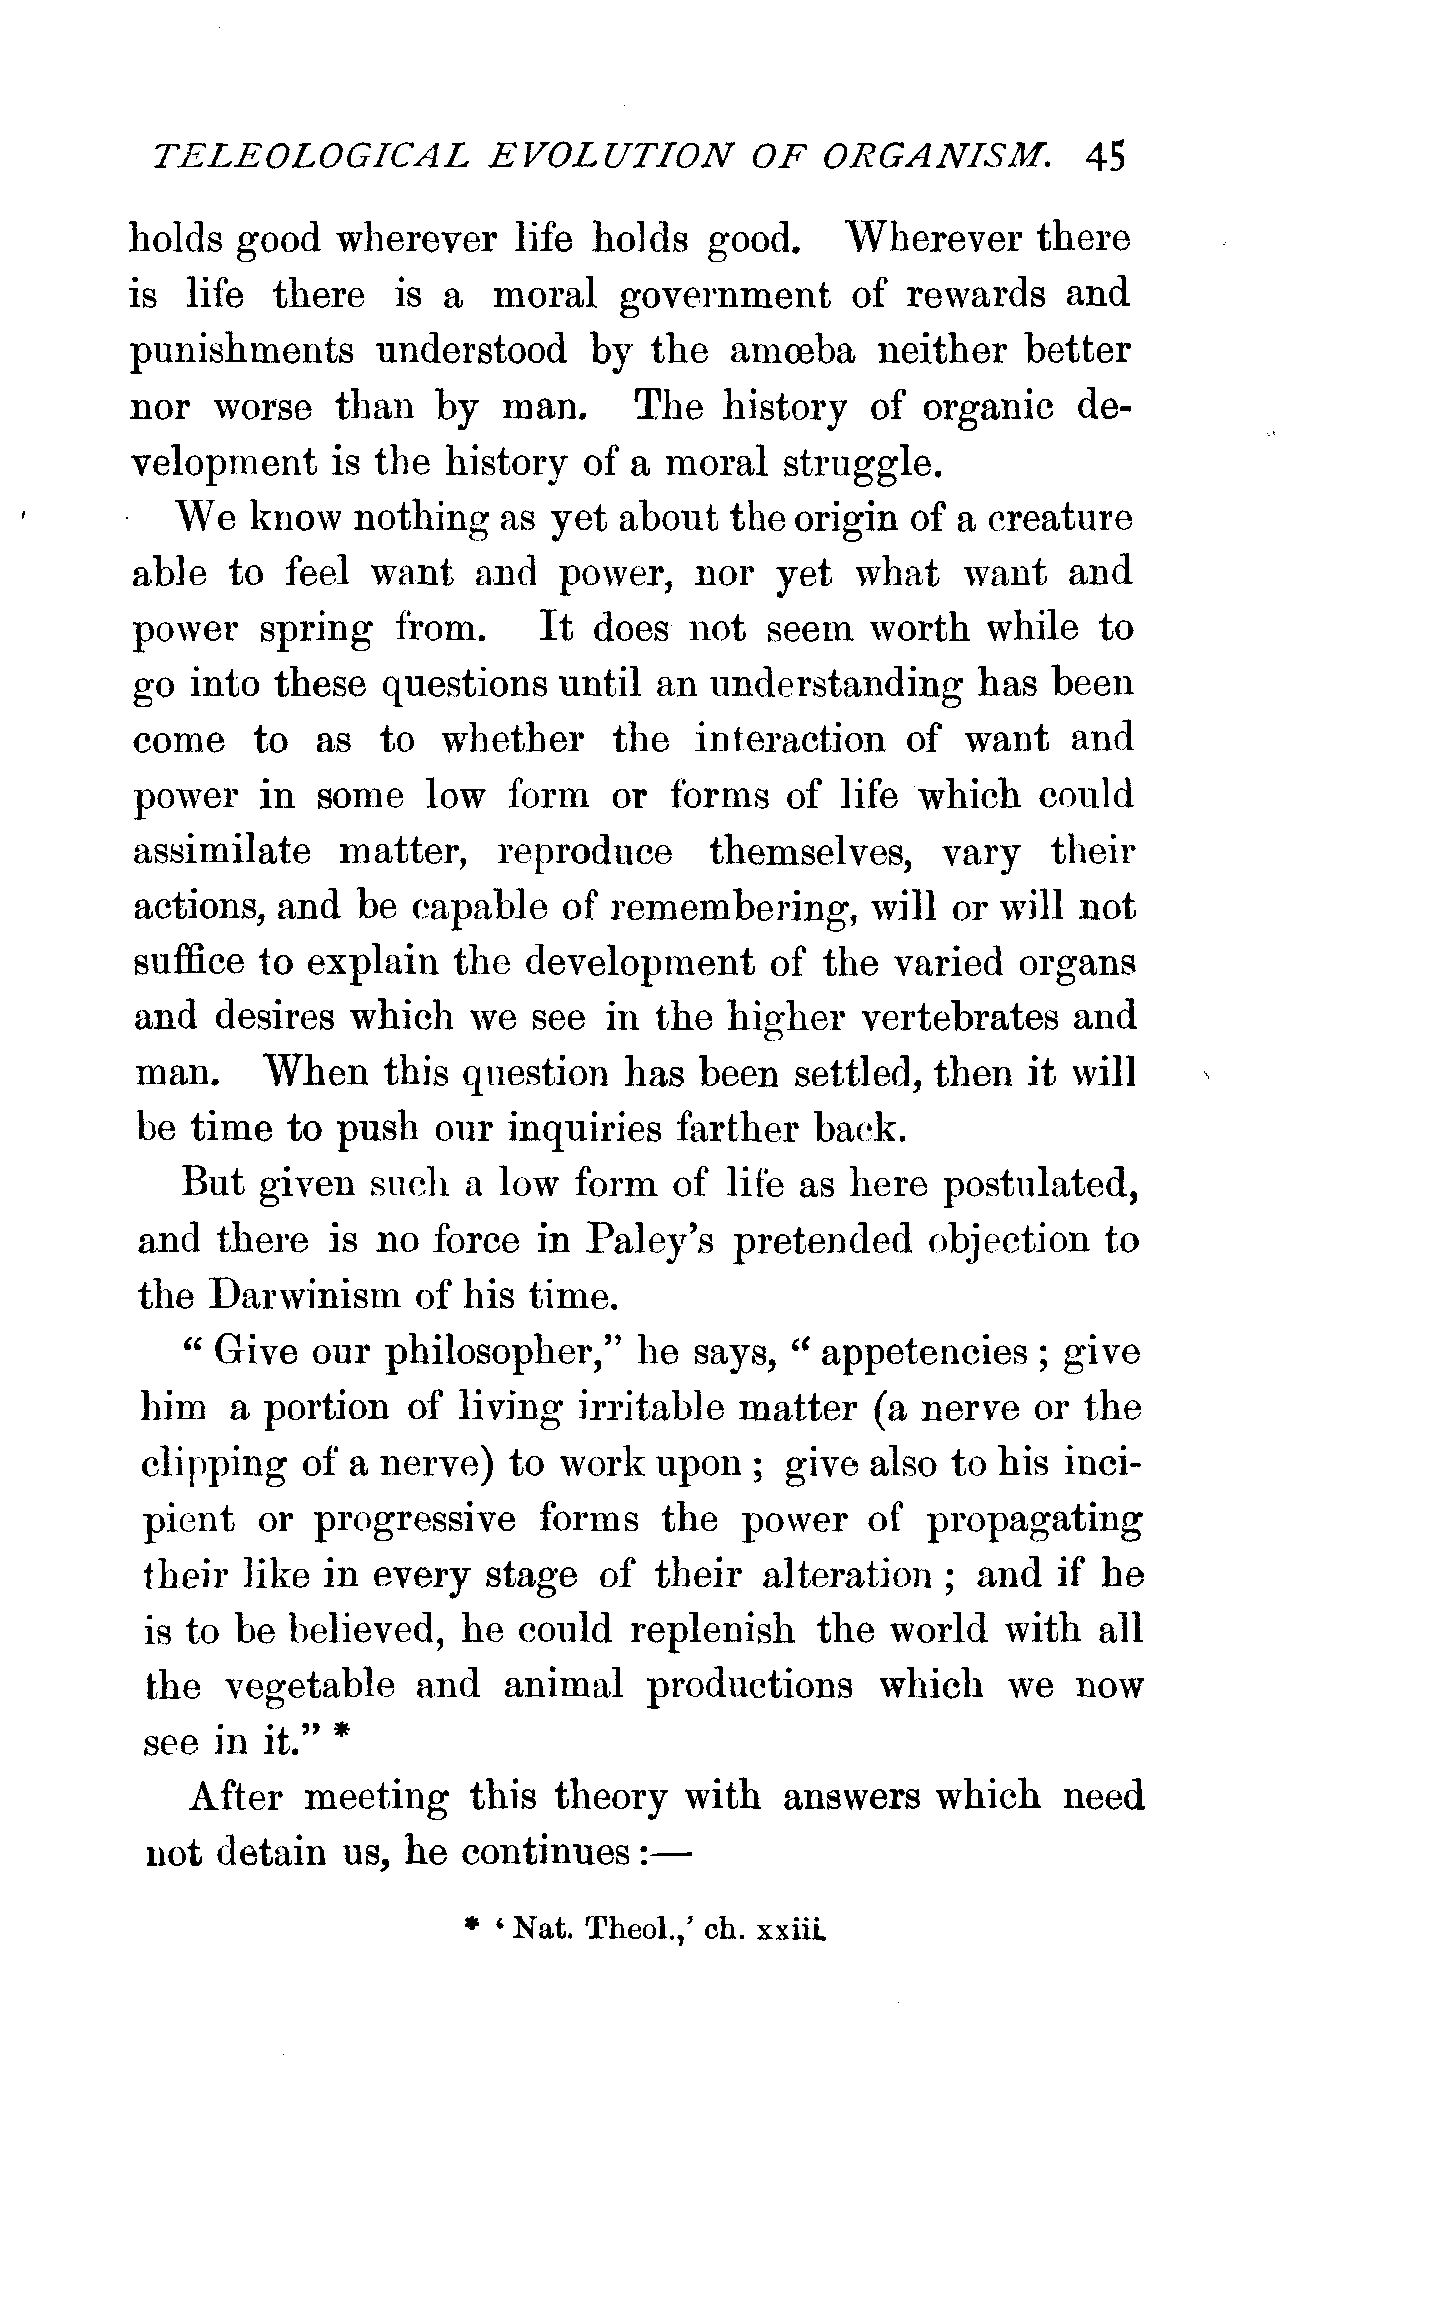 TELEOLOGICAL EVOLUTION OF ORGANISM. 45
holds good wherever life holds good. Wherever there
is life there is a moral government of rewards and
punishments understood by the amœba neither better
nor worse than by man. The history of organic de-
velopment is the history of a moral struggle.
We know nothing as yet about the origin of a creature
able to feel want and power, nor yet what want and
power spring from. It does not seem worth while to
go into these questions until an understanding has been
come to as to whether the interaction of want and
power in some low form or forms of life which could
assimilate matter, reproduce themselves, vary their
actions, and be capable of remembering, will or will not
suffice to explain the development of the varied organs
and desires which we see in the higher vertebrates and
man. When this question has been settled, then it will
be time to push our inquiries farther back.
But given such a low form of life as here postulated,
and there is no force in Paley's pretended objection to
the Darwinism of his time.
“ Give our philosopher,” he says, “ appetencies ; give
him a portion of living irritable matter (a nerve or the
clipping of a nerve) to work upon ; give also to his inci-
pient or progressive forms the power of propagating
their like in every stage of their alteration ; and if he
is to be believed, he could replenish the world with all
the vegetable and animal productions which we now
see in it.” *
After meeting this theory with answers which need
not detain us, he continues :—
* ‘ Nat. Theol.,’ ch. xxiii.